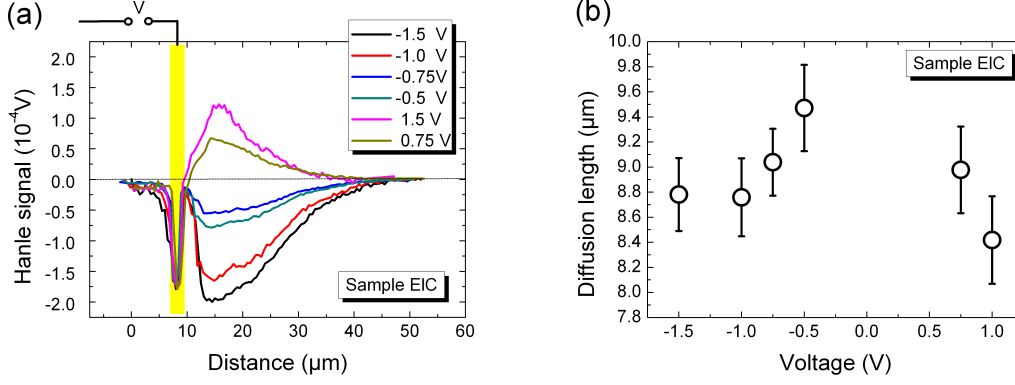 (a)
V
-1.5 V
-1.0 V
-0.75V
-0.5 V
1.5 V
0.75 V
Hanle signal (10⁻⁴V)
2.0
1.5
1.0
0.5
0.0
-0.5
-1.0
-1.5
-2.0
Sample EIC
0 10 20 30 40 50 60
Distance (μm)
(b)
Sample EIC
Diffusion length (μm)
10.0
9.8
9.6
9.4
9.2
9.0
8.8
8.6
8.4
8.2
8.0
7.8
-1.5 -1.0 -0.5 0.0 0.5 1.0
Voltage (V)